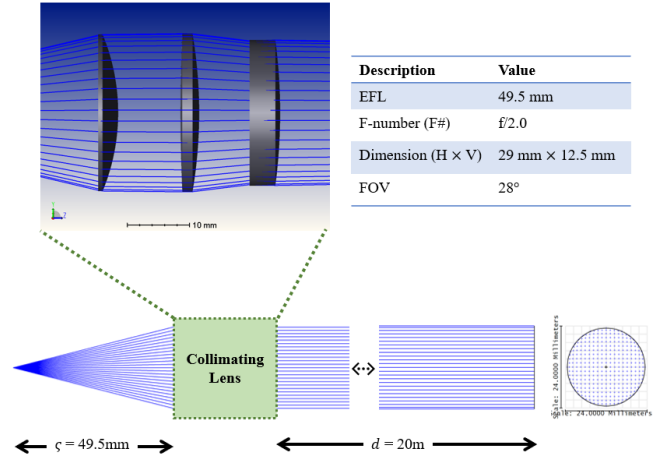 Description Value
EFL 49.5 mm
F-number (F#) f/2.0
Dimension (H × V) 29 mm × 12.5 mm
FOV 28°
Y
Z
10 mm
Collimating
Lens
Scale: 24.0000 Millimeters
Scale: 24.0000 Millimeters
ς = 49.5mm
d = 20m